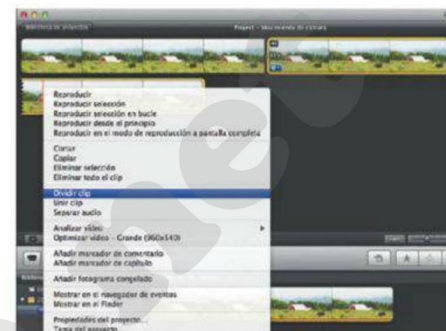 Biblioteca de proyectos
Project - Movimiento de cámara
Reproducir
Reproducir selección
Reproducir selección en bucle
Reproducir desde el principio
Reproducir en el modo de reproducción a pantalla completa
Cortar
Copiar
Eliminar selección
Eliminar todo el clip
Dividir clip
Unir clip
Separar audio
Analizar vídeo
Optimizar vídeo - Grande (960x540)
Añadir marcador de comentario
Añadir marcador de capítulo
Añadir fotograma congelado
Mostrar en el navegador de eventos
Mostrar en el Finder
Propiedades del proyecto...
Tema del proyecto...